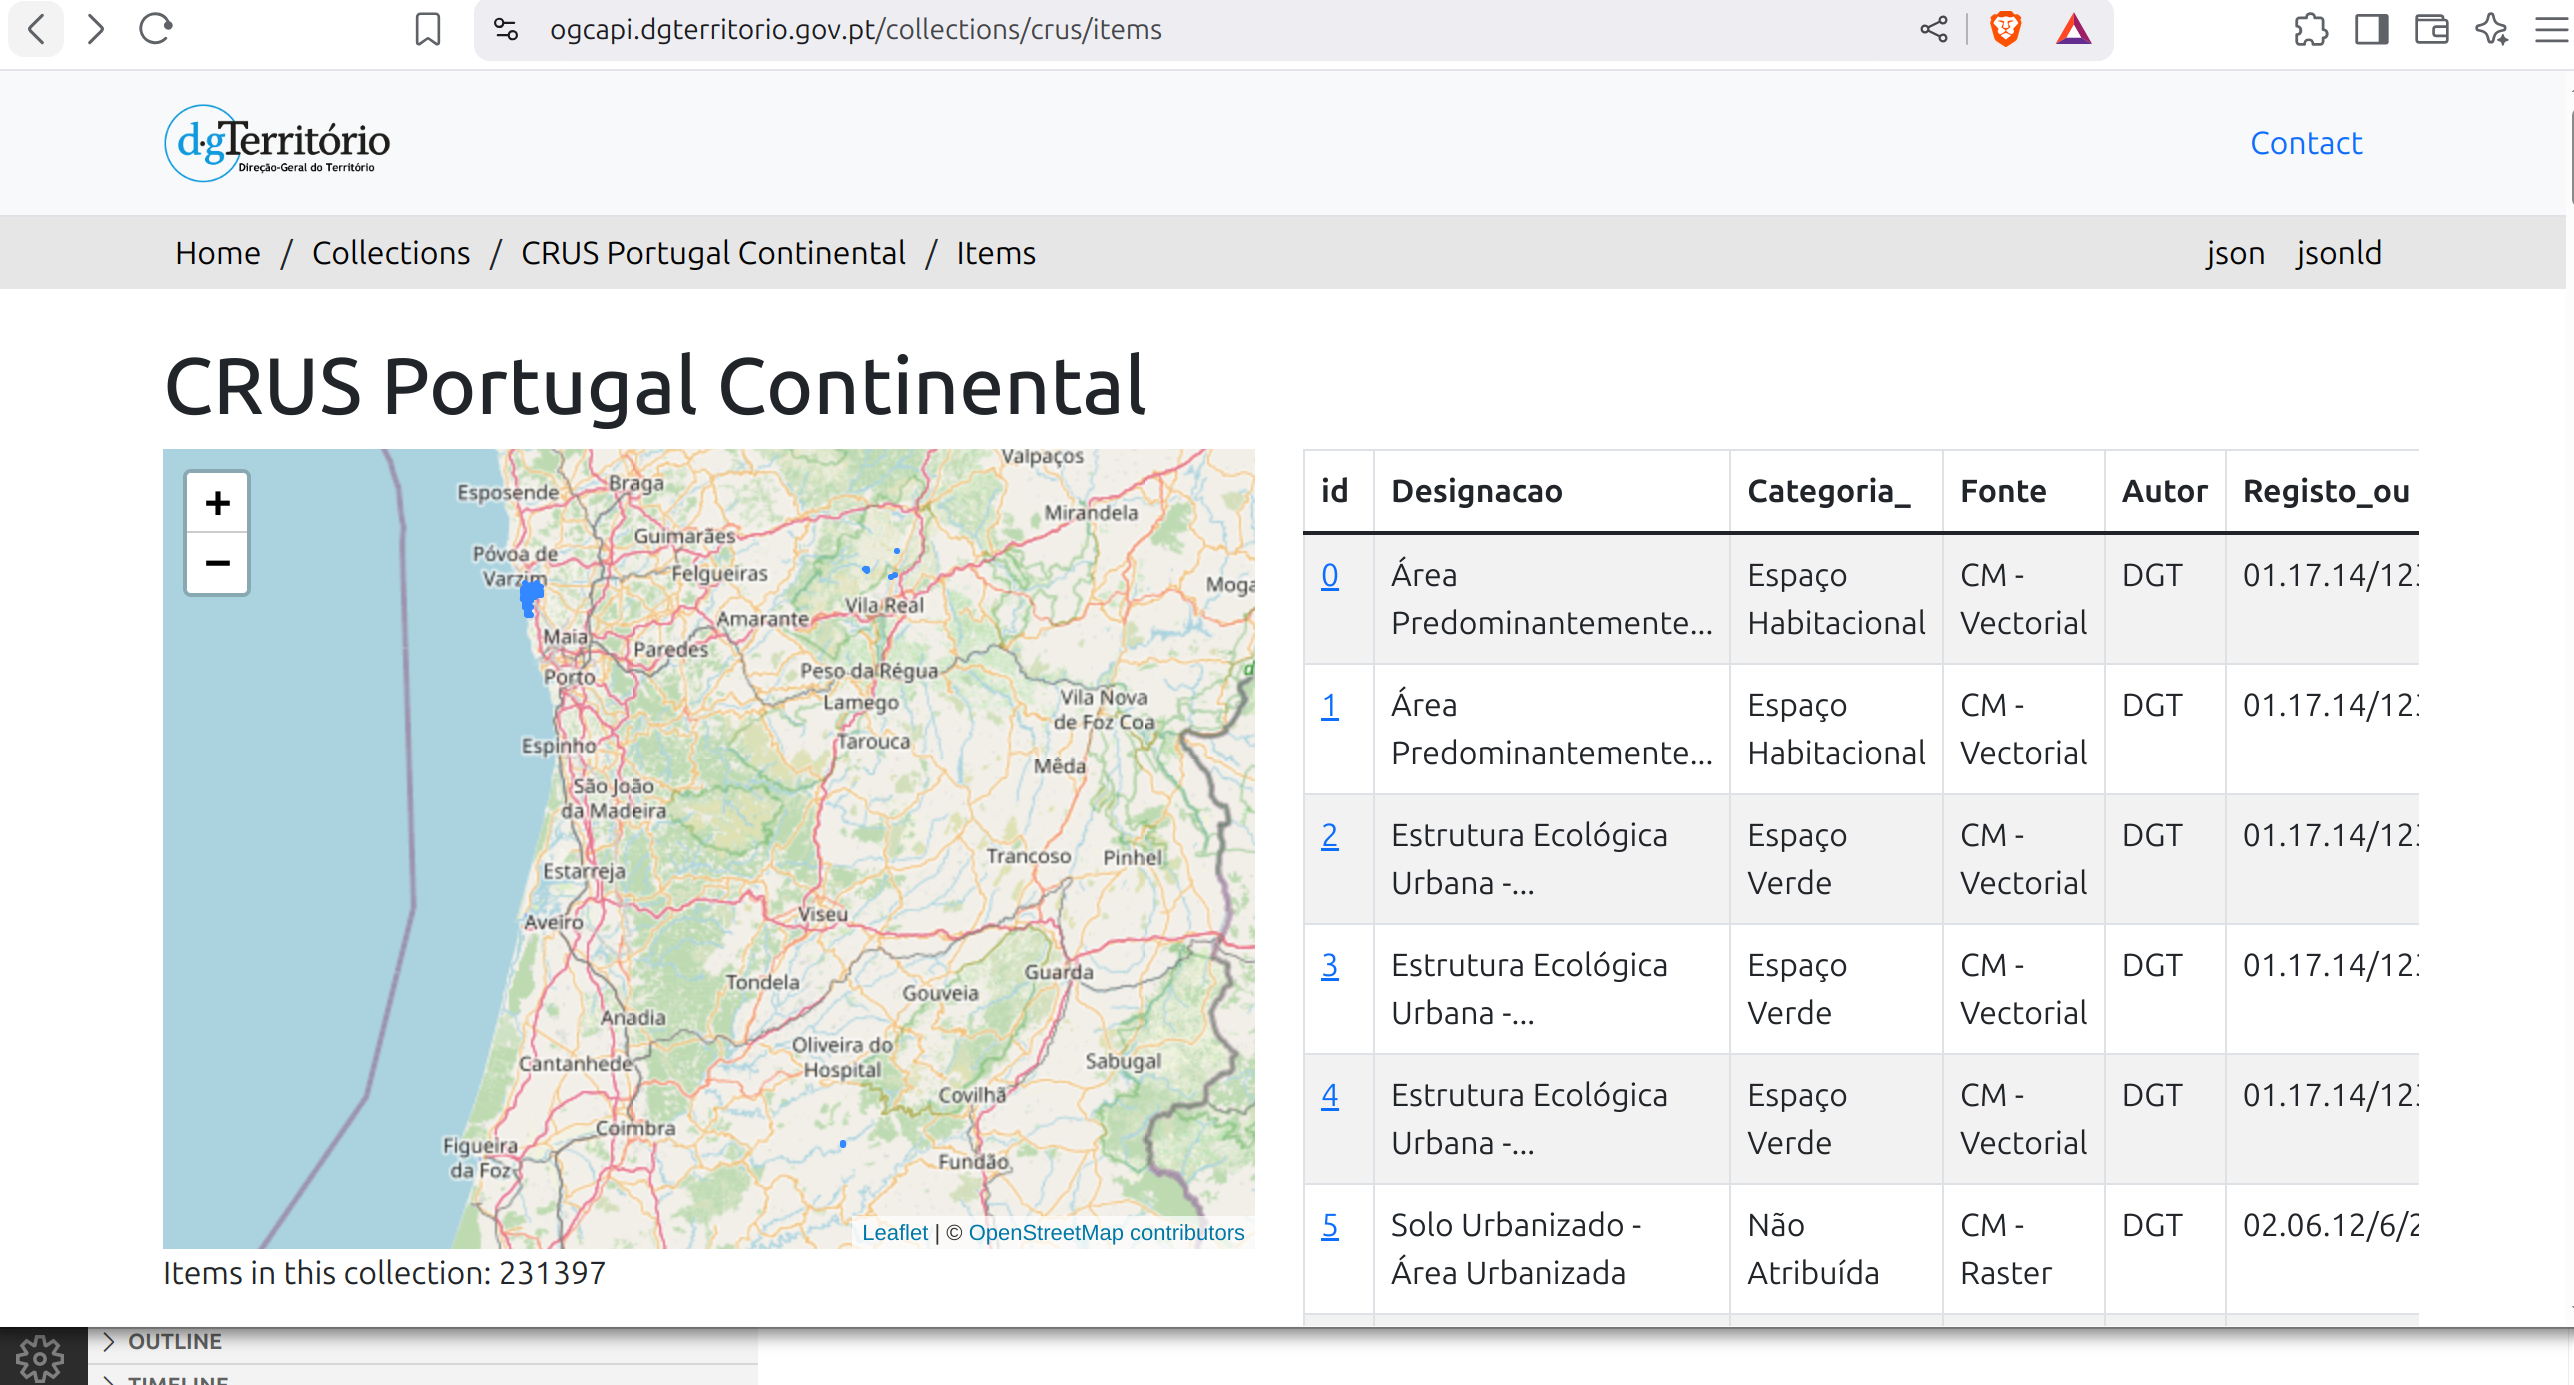 ogcapi.dgterritorio.gov.pt/collections/crus/items
d·gTerritório
Direção-Geral do Território
Contact
Home / Collections / CRUS Portugal Continental / Items
json jsonld
CRUS Portugal Continental
+
−
Valpaços
Esposende
Braga
Mirandela
Guimarães
Póvoa de
Varzim
Felgueiras
Vila Real
Amarante
Maia
Paredes
Peso da Régua
Porto
Vila Nova
de Foz Coa
Lamego
Espinho
Tarouca
Mêda
São João
da Madeira
Trancoso
Pinhel
Estarreja
Viseu
Aveiro
Guarda
Tondela
Gouveia
Anadia
Oliveira do
Hospital
Cantanhede
Sabugal
Covilhã
Coimbra
Figueira
da Foz
Fundão
Leaflet | © OpenStreetMap contributors
Items in this collection: 231397
id Designacao Categoria_ Fonte Autor Registo_ou
0 Área Espaço CM - DGT 01.17.14/12
Predominantemente... Habitacional Vectorial
1 Área Espaço CM - DGT 01.17.14/12
Predominantemente... Habitacional Vectorial
2 Estrutura Ecológica Espaço CM - DGT 01.17.14/12
Urbana -... Verde Vectorial
3 Estrutura Ecológica Espaço CM - DGT 01.17.14/12
Urbana -... Verde Vectorial
4 Estrutura Ecológica Espaço CM - DGT 01.17.14/12
Urbana -... Verde Vectorial
5 Solo Urbanizado - Não CM - DGT 02.06.12/6/2
Área Urbanizada Atribuída Raster
OUTLINE
TIMELINE